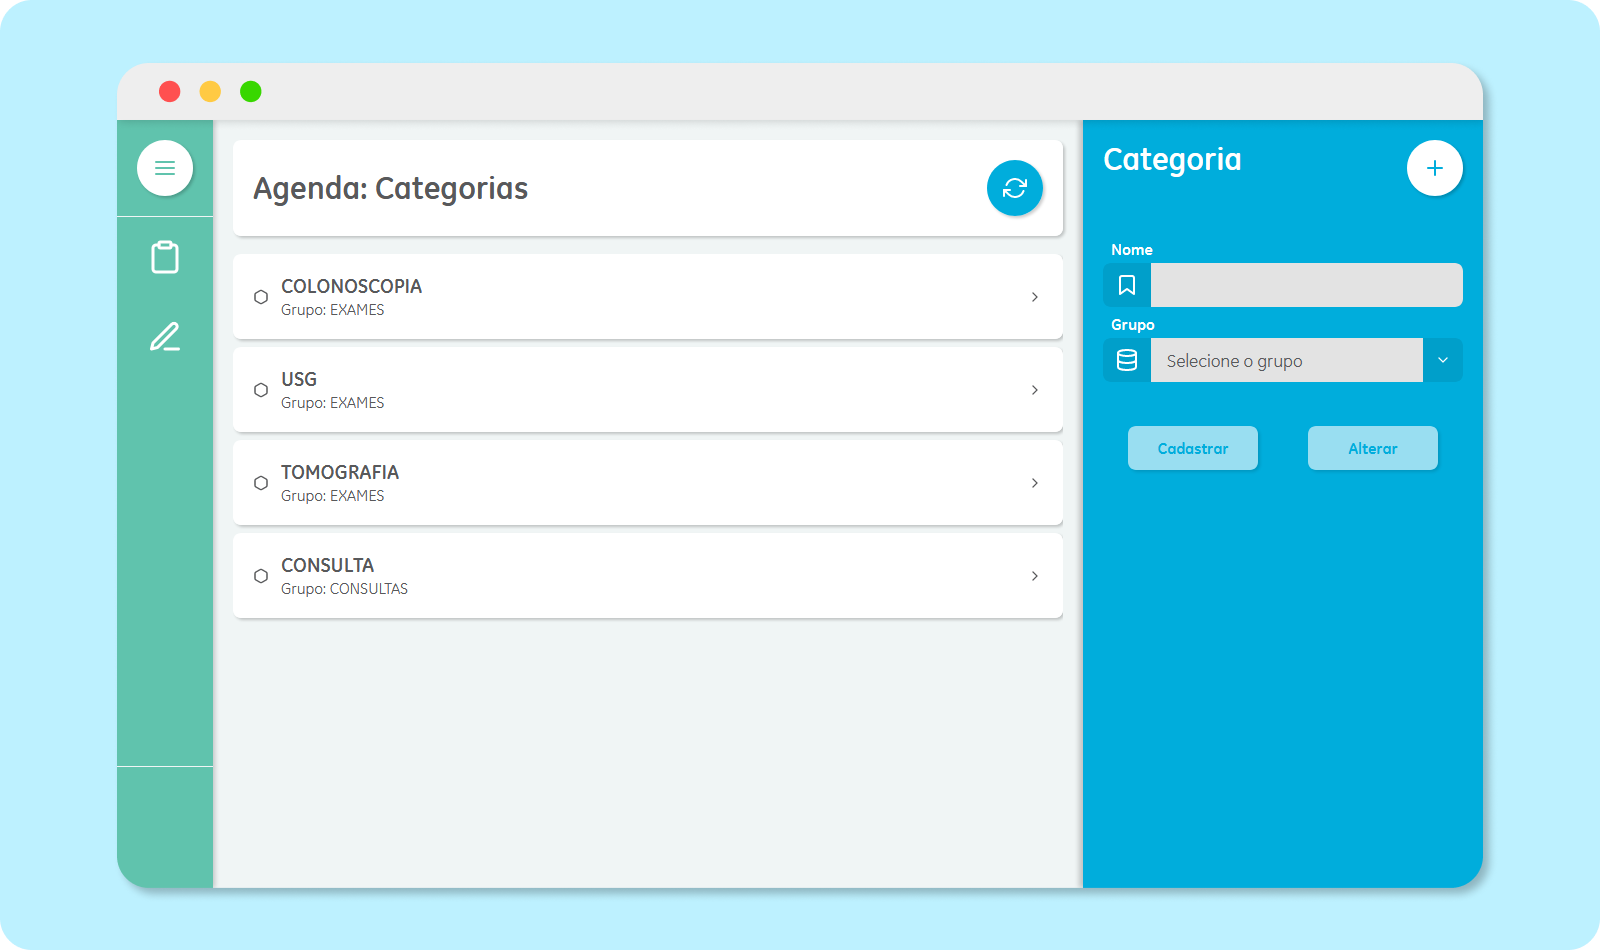 Agenda: Categorias
COLONOSCOPIA
Grupo: EXAMES
USG
Grupo: EXAMES
TOMOGRAFIA
Grupo: EXAMES
CONSULTA
Grupo: CONSULTAS
Categoria
Nome
Grupo
Selecione o grupo
Cadastrar
Alterar